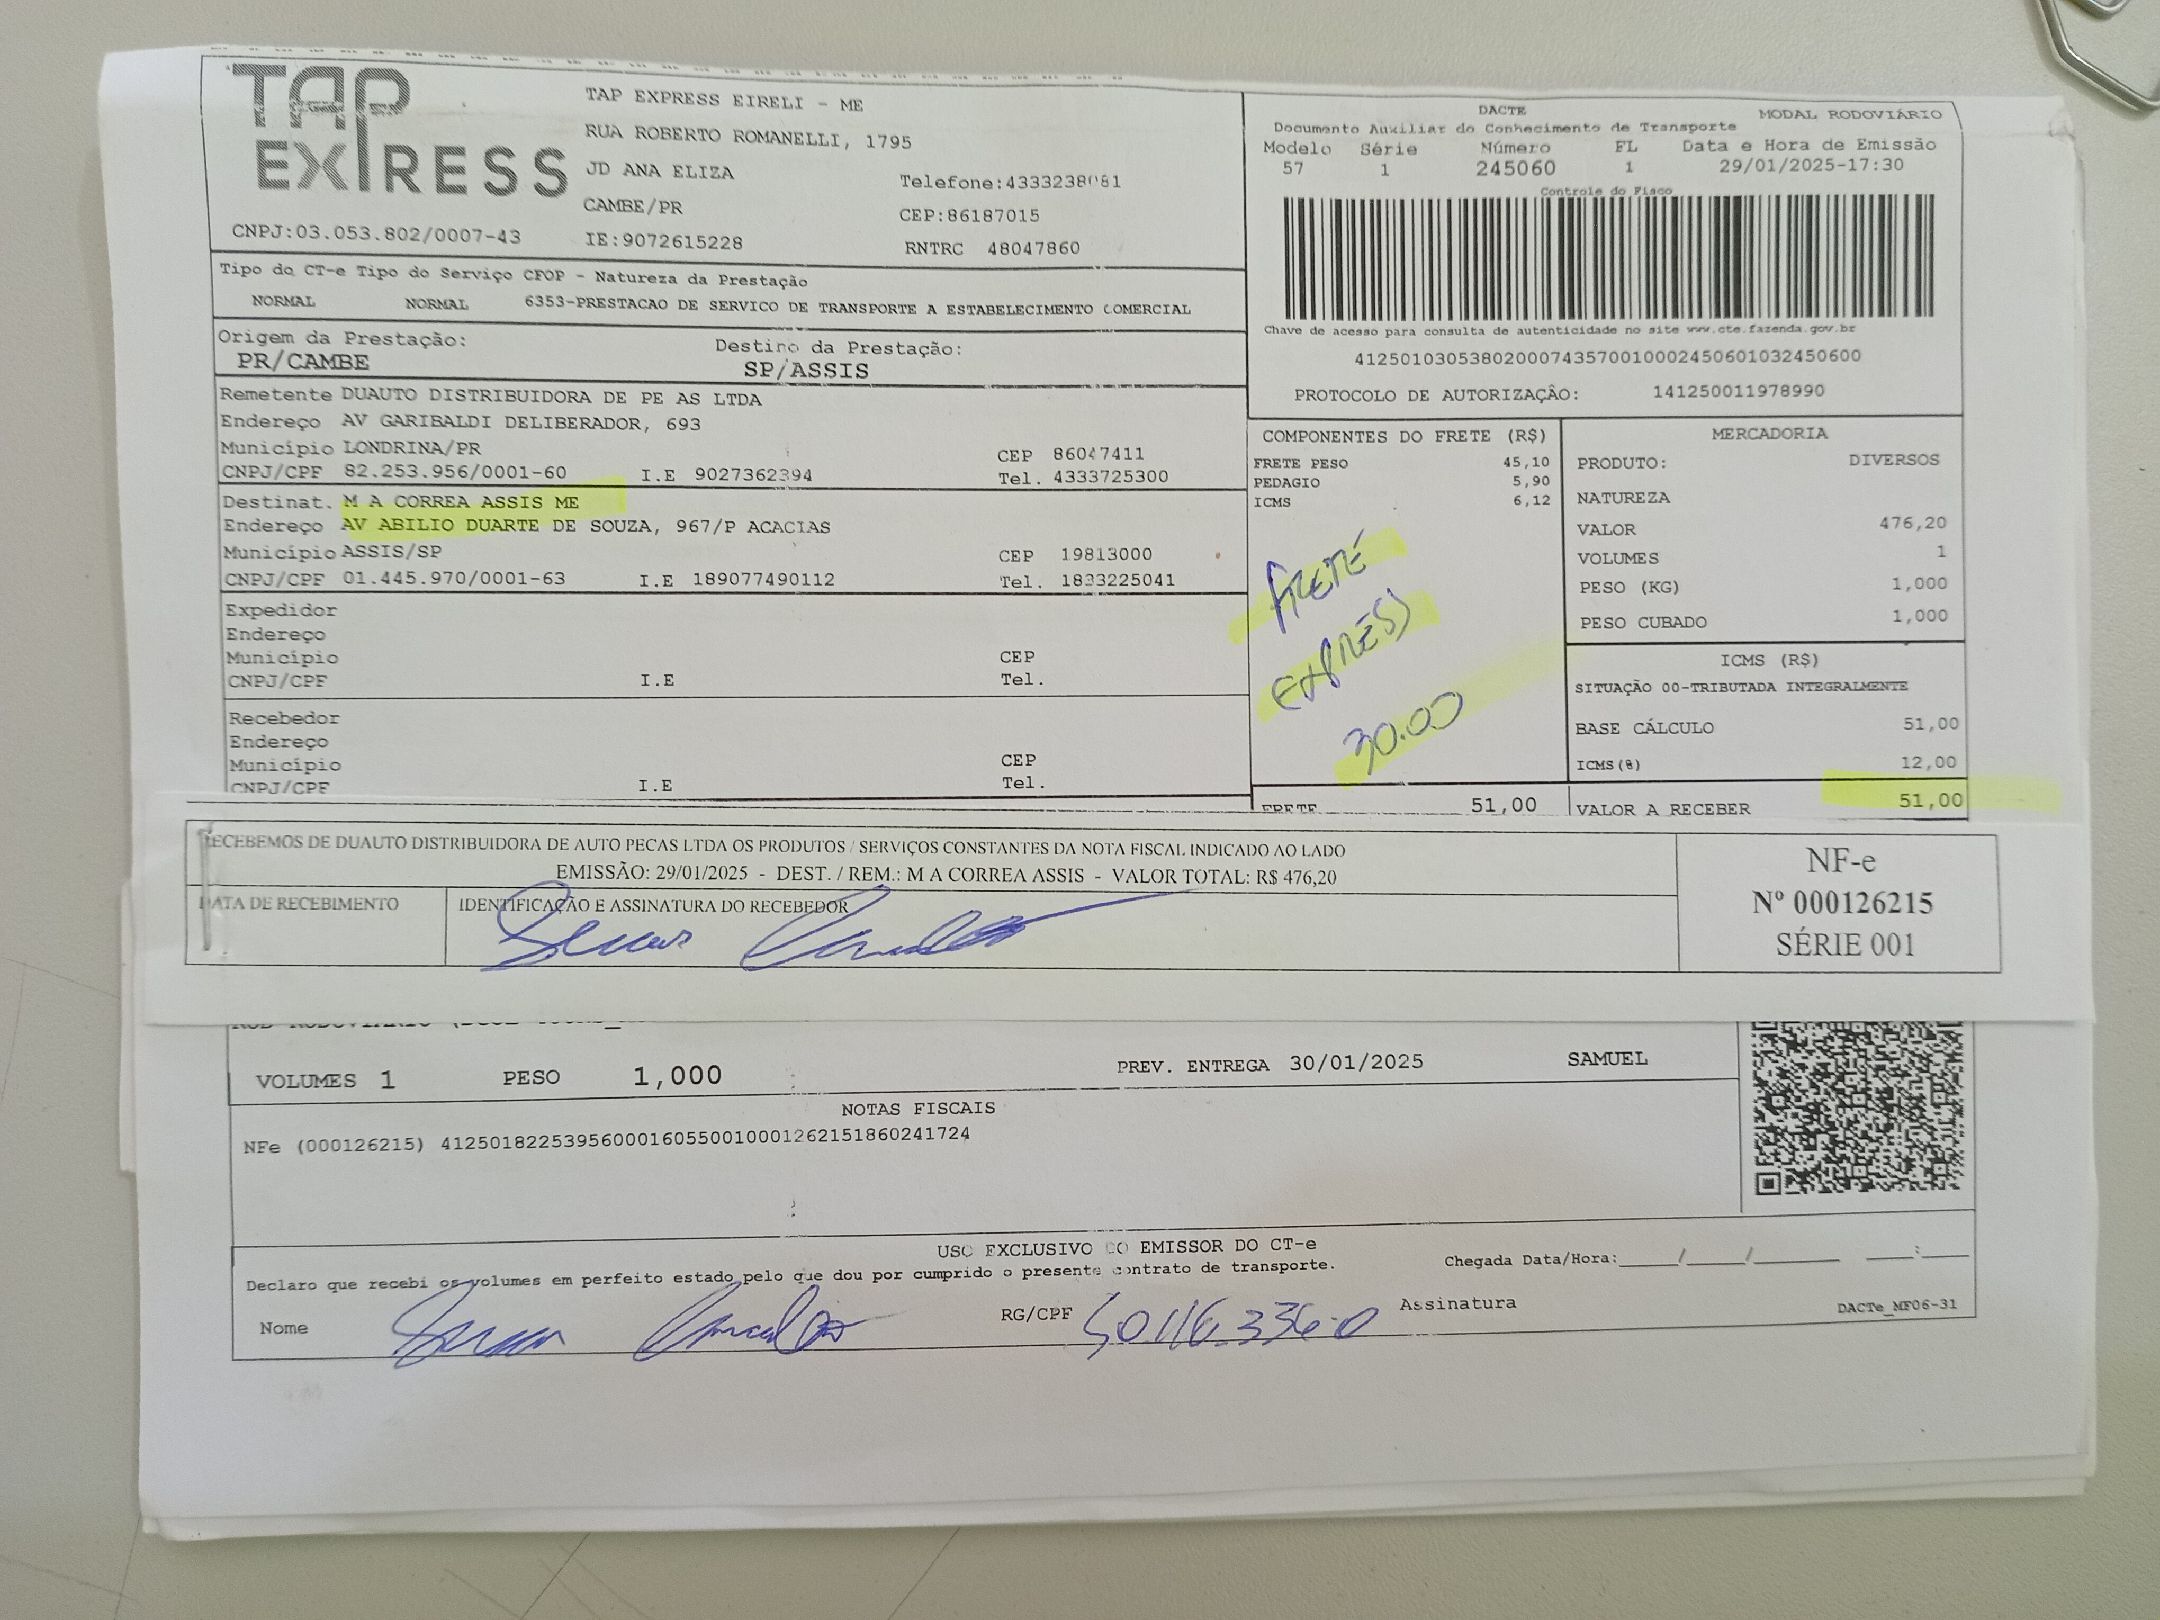 TAP EXPRESS
TAP EXPRESS EIRELI - ME
RUA ROBERTO ROMANELLI, 1795
JD ANA ELIZA
Telefone:4333238081
CAMBE/PR
CEP:86187015
CNPJ:03.053.802/0007-43
IE:9072615228
RNTRC 48047860
DACTE
MODAL RODOVIÁRIO
Documento Auxiliar do Conhecimento de Transporte
Modelo Série Número FL Data e Hora de Emissão
57 1 245060 1 29/01/2025-17:30
Controle do Fisco
Chave de acesso para consulta de autenticidade no site www.cte.fazenda.gov.br
41250103053802000743570010002450601032450600
PROTOCOLO DE AUTORIZAÇÃO: 141250011978990
Tipo do CT-e Tipo do Serviço CFOP - Natureza da Prestação
NORMAL NORMAL 6353-PRESTACAO DE SERVICO DE TRANSPORTE A ESTABELECIMENTO COMERCIAL
Origem da Prestação: Destino da Prestação:
PR/CAMBE SP/ASSIS
Remetente DUAUTO DISTRIBUIDORA DE PE AS LTDA
Endereço AV GARIBALDI DELIBERADOR, 693
Município LONDRINA/PR CEP 86047411
CNPJ/CPF 82.253.956/0001-60 I.E 9027362394 Tel. 4333725300
Destinat. M A CORREA ASSIS ME
Endereço AV ABILIO DUARTE DE SOUZA, 967/P ACACIAS
Município ASSIS/SP CEP 19813000
CNPJ/CPF 01.445.970/0001-63 I.E 189077490112 Tel. 1833225041
Expedidor
Endereço
Município CEP
CNPJ/CPF I.E Tel.
Recebedor
Endereço
Município CEP
CNPJ/CPF I.E Tel.
COMPONENTES DO FRETE (R$)
FRETE PESO 45,10
PEDAGIO 5,90
ICMS 6,12
FRETE
EXPRESS
30.00
FRETE 51,00
MERCADORIA
PRODUTO: DIVERSOS
NATUREZA
VALOR 476,20
VOLUMES 1
PESO (KG) 1,000
PESO CUBADO 1,000
ICMS (R$)
SITUAÇÃO 00-TRIBUTADA INTEGRALMENTE
BASE CÁLCULO 51,00
ICMS(%) 12,00
VALOR A RECEBER 51,00
RECEBEMOS DE DUAUTO DISTRIBUIDORA DE AUTO PECAS LTDA OS PRODUTOS / SERVIÇOS CONSTANTES DA NOTA FISCAL INDICADO AO LADO
EMISSÃO: 29/01/2025 - DEST. / REM.: M A CORREA ASSIS - VALOR TOTAL: R$ 476,20
DATA DE RECEBIMENTO IDENTIFICAÇÃO E ASSINATURA DO RECEBEDOR
NF-e
Nº 000126215
SÉRIE 001
VOLUMES 1 PESO 1,000 PREV. ENTREGA 30/01/2025 SAMUEL
NOTAS FISCAIS
NFe (000126215) 41250182253956000160550010001262151860241724
USO EXCLUSIVO DO EMISSOR DO CT-e
Declaro que recebi os volumes em perfeito estado pelo que dou por cumprido o presente contrato de transporte.
Chegada Data/Hora:____/____/______ ____:____
Nome RG/CPF 50.116.336-0 Assinatura
DACTe_MF06-31